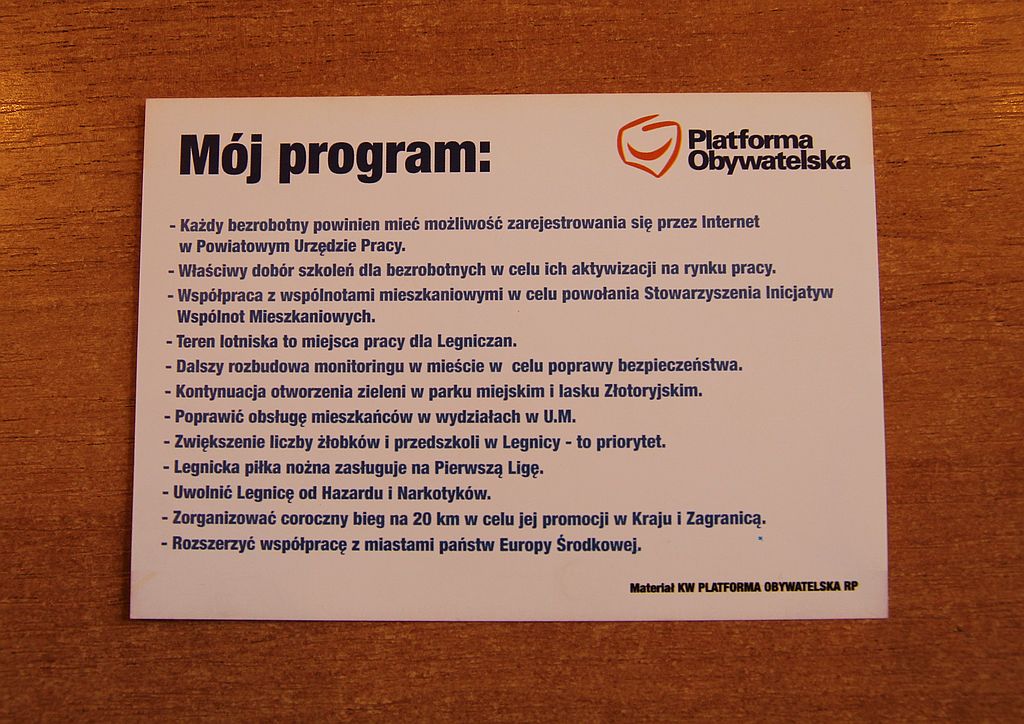 Mój program:
Platforma
Obywatelska
- Każdy bezrobotny powinien mieć możliwość zarejestrowania się przez Internet
w Powiatowym Urzędzie Pracy.
- Właściwy dobór szkoleń dla bezrobotnych w celu ich aktywizacji na rynku pracy.
- Współpraca z wspólnotami mieszkaniowymi w celu powołania Stowarzyszenia Inicjatyw
Wspólnot Mieszkaniowych.
- Teren lotniska to miejsca pracy dla Legniczan.
- Dalszy rozbudowa monitoringu w mieście w celu poprawy bezpieczeństwa.
- Kontynuacja otworzenia zieleni w parku miejskim i lasku Złotoryjskim.
- Poprawić obsługę mieszkańców w wydziałach w U.M.
- Zwiększenie liczby żłobków i przedszkoli w Legnicy - to priorytet.
- Legnicka piłka nożna zasługuje na Pierwszą Ligę.
- Uwolnić Legnicę od Hazardu i Narkotyków.
- Zorganizować coroczny bieg na 20 km w celu jej promocji w Kraju i Zagranicą.
- Rozszerzyć współpracę z miastami państw Europy Środkowej.
Materiał KW PLATFORMA OBYWATELSKA RP